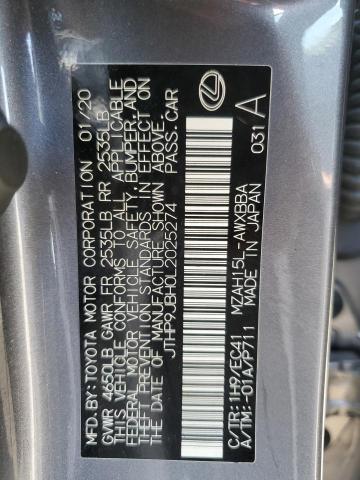 MFD BY: TOYOTA MOTOR CORPORATION 01/20
GVWR 4650LB GAWR FR 2535LB RR 2535LB
THIS VEHICLE CONFORMS TO ALL APPLICABLE
FEDERAL MOTOR VEHICLE SAFETY, BUMPER, AND
THEFT PREVENTION STANDARDS IN EFFECT ON
THE DATE OF MANUFACTURE SHOWN ABOVE.
JTHP9JBH0L2025274 PASS.CAR
031 A
C/TR: 1H9/EC41 MZAH15L-AWXBBA
A/TM: -01A/P711 MADE IN JAPAN